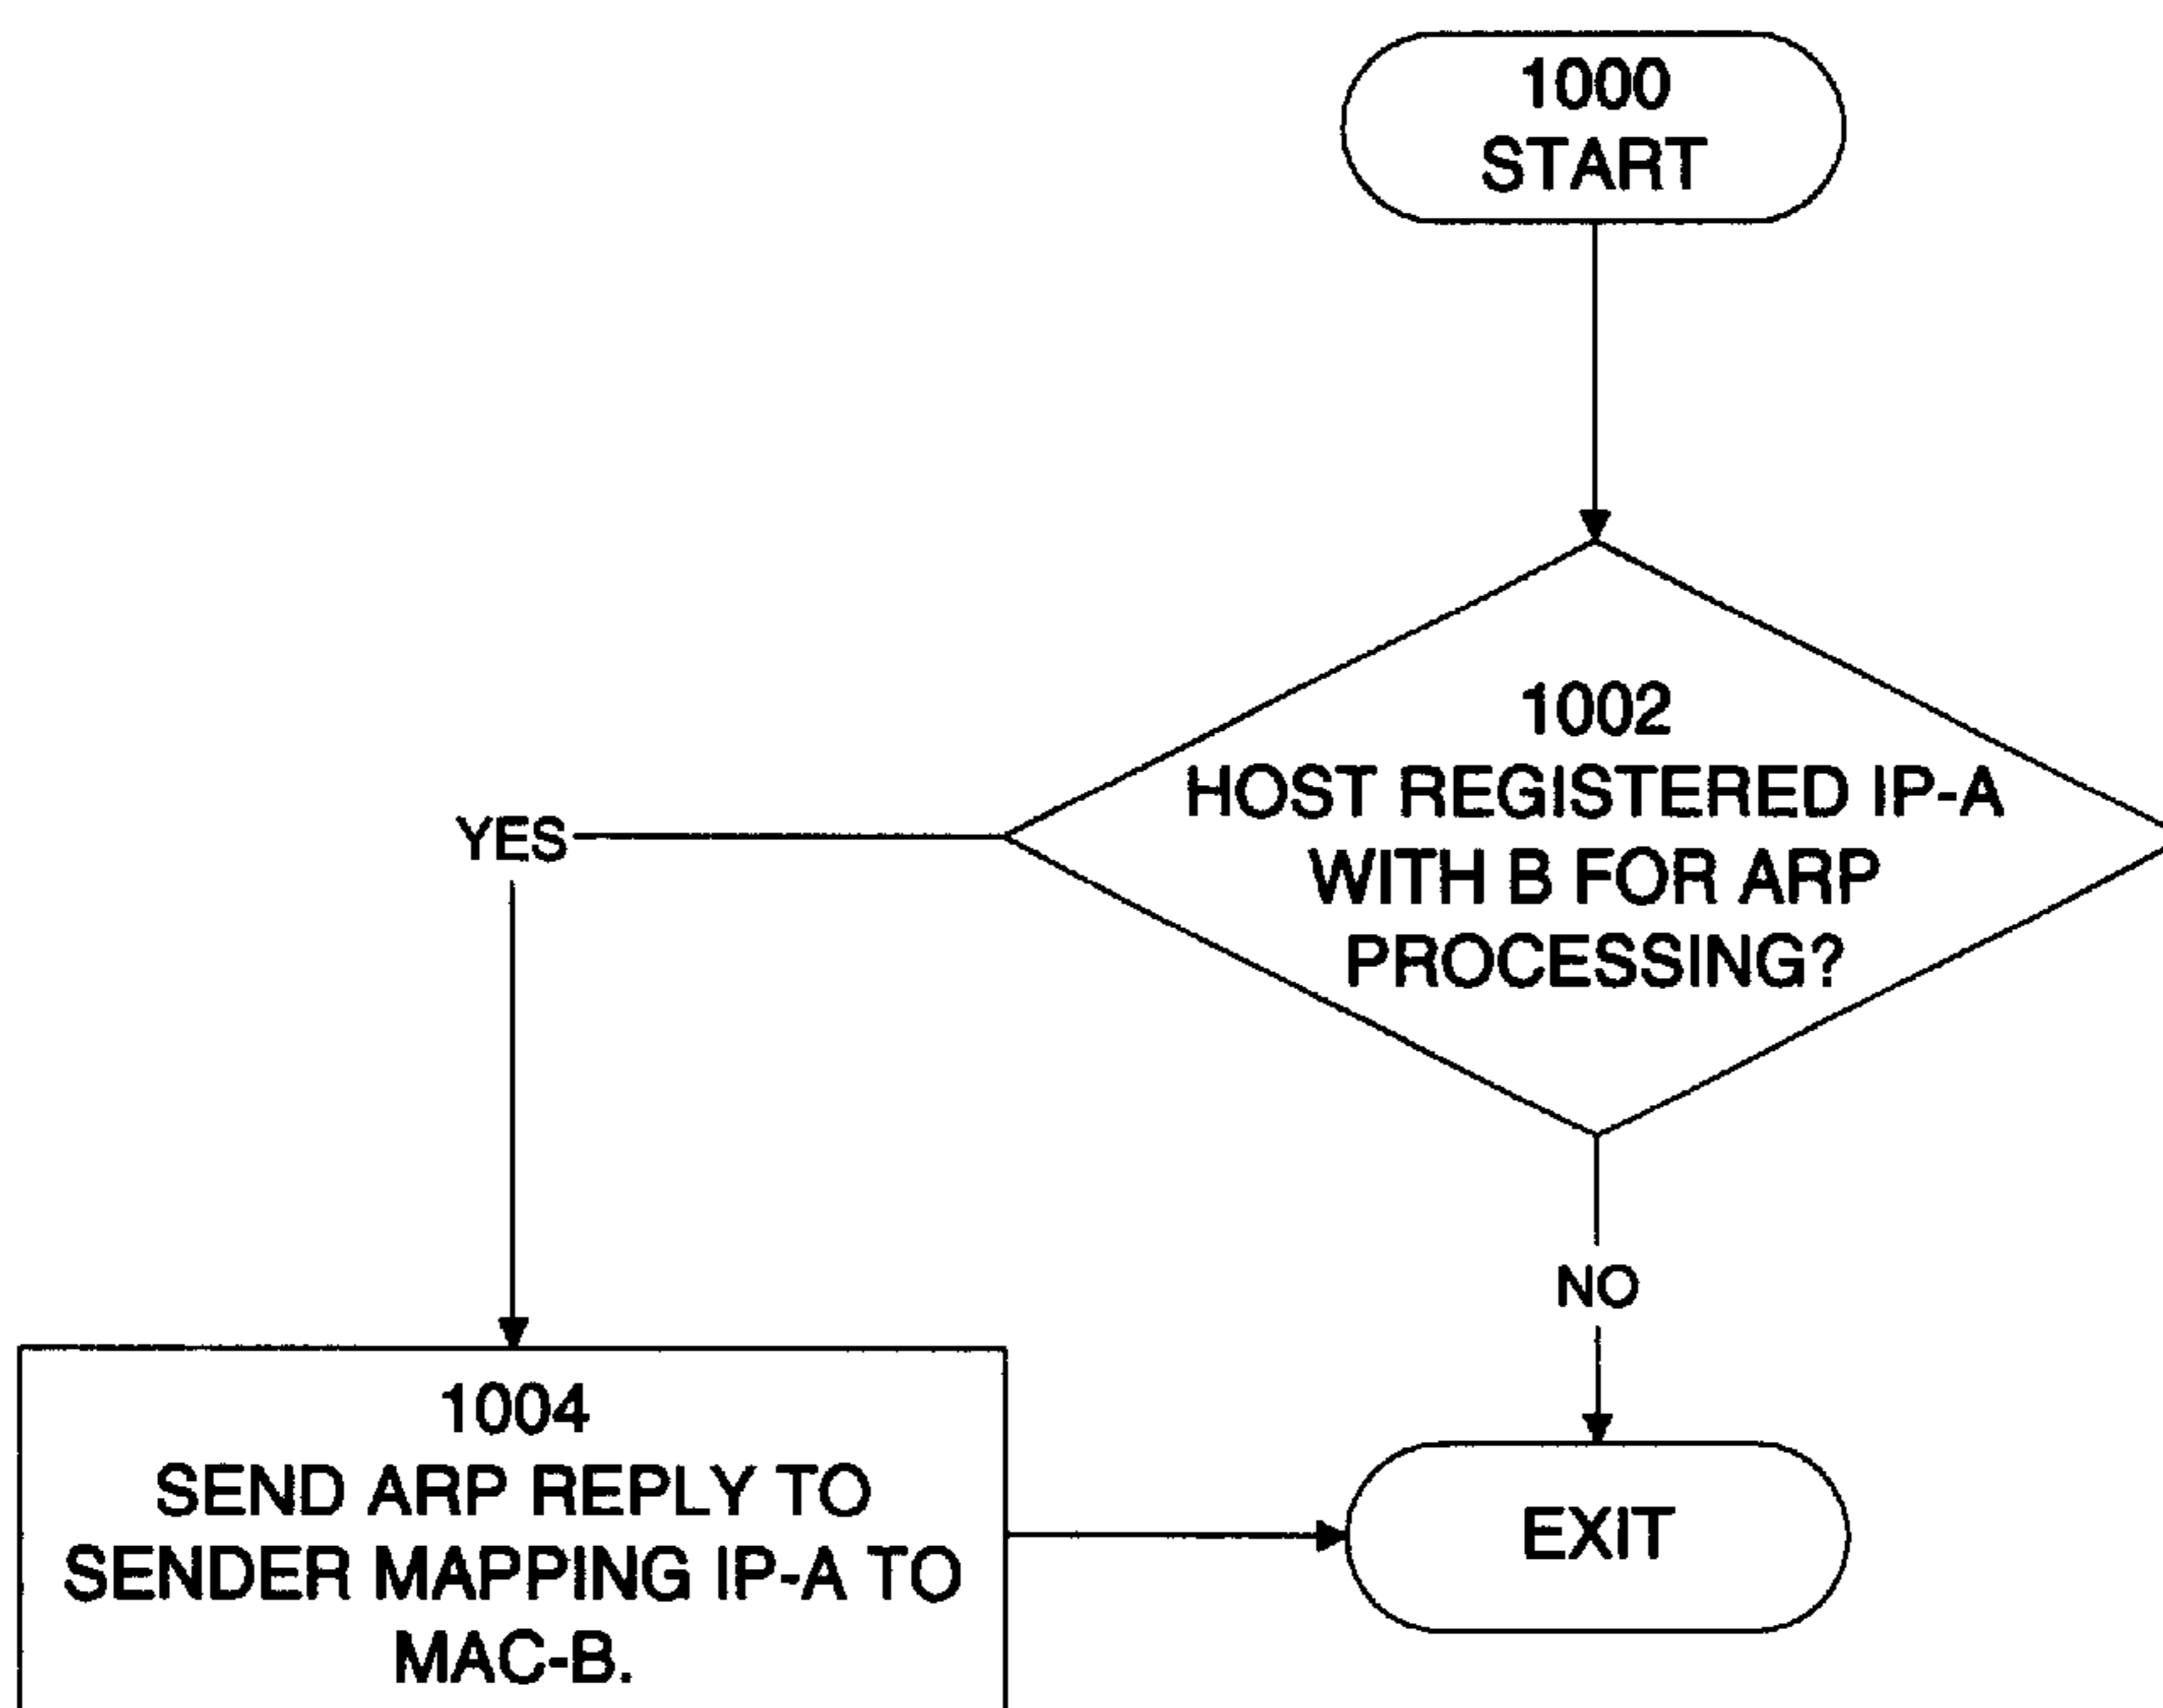 1000
START
1002
HOST REGISTERED IP-A
WITH B FOR ARP
PROCESSING?
YES
NO
1004
SEND ARP REPLY TO
SENDER MAPPING IP-A TO
MAC-B.
EXIT